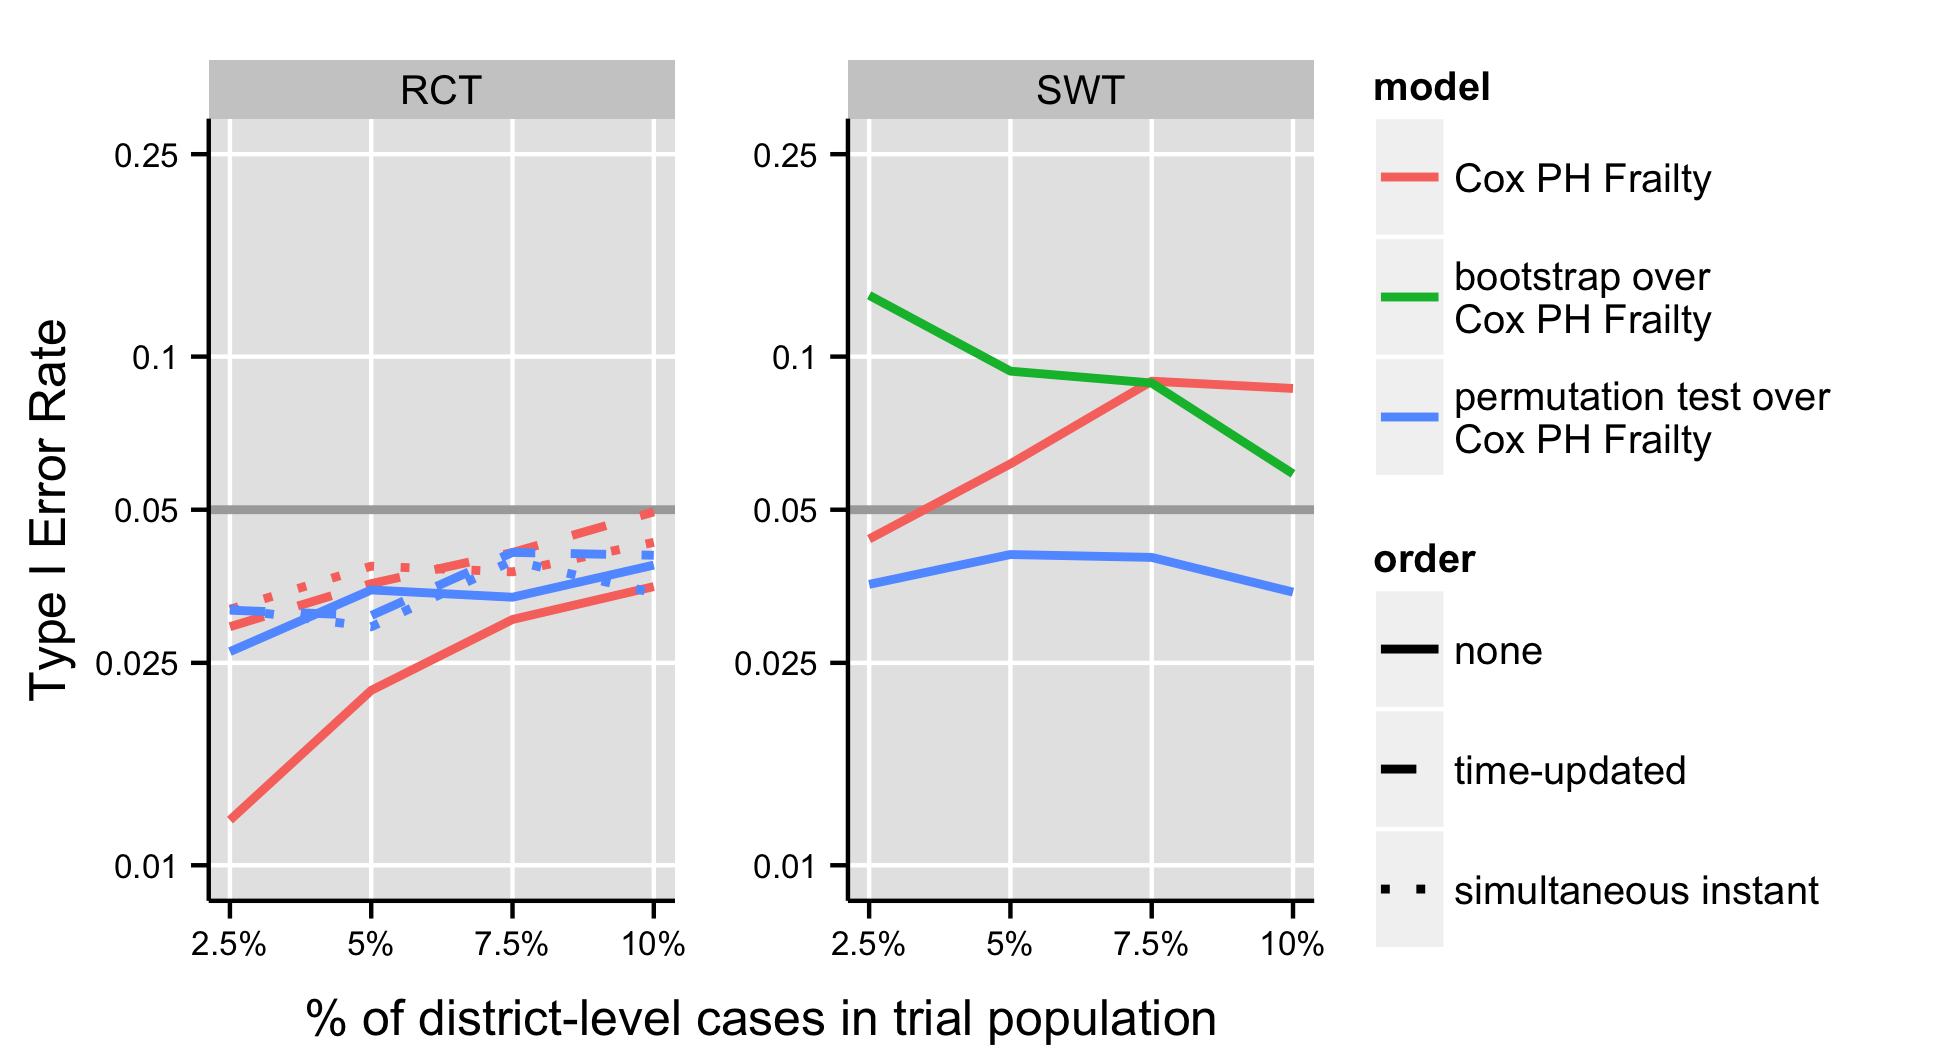 RCT
SWT
0.25
0.1
0.05
0.025
0.01
0.25
0.1
0.05
0.025
0.01
2.5%
5%
7.5%
10%
2.5%
5%
7.5%
10%
Type I Error Rate
% of district-level cases in trial population
model
Cox PH Frailty
bootstrap over
Cox PH Frailty
permutation test over
Cox PH Frailty
order
none
time-updated
simultaneous instant